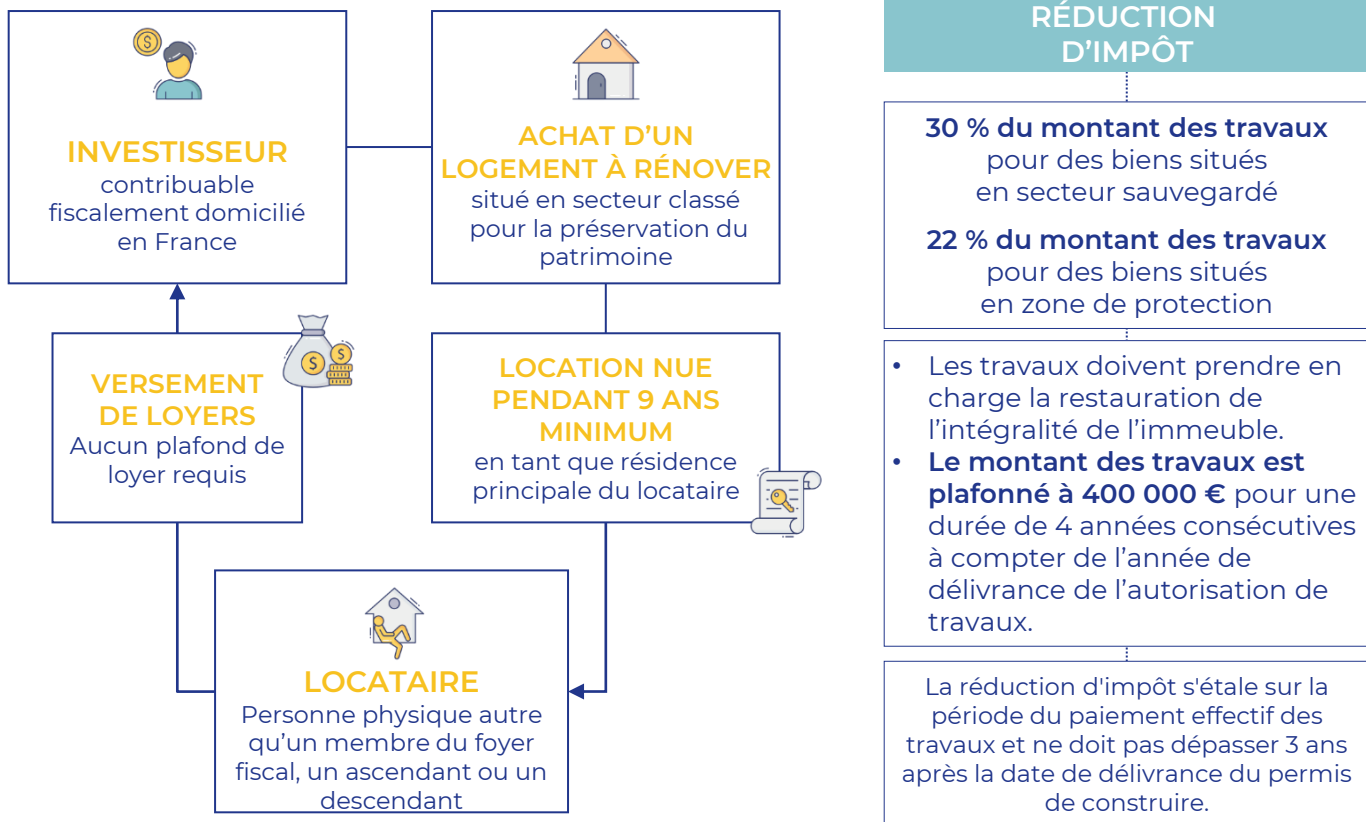 INVESTISSEUR
contribuable
fiscalement domicilié
en France
ACHAT D'UN
LOGEMENT À RÉNOVER
situé en secteur classé
pour la préservation du
patrimoine
LOCATION NUE
PENDANT 9 ANS
MINIMUM
en tant que résidence
principale du locataire
LOCATAIRE
Personne physique autre
qu'un membre du foyer
fiscal, un ascendant ou un
descendant
VERSEMENT
DE LOYERS
Aucun plafond de
loyer requis
RÉDUCTION
D'IMPÔT
30 % du montant des travaux
pour des biens situés
en secteur sauvegardé
22 % du montant des travaux
pour des biens situés
en zone de protection
• Les travaux doivent prendre en
charge la restauration de
l'intégralité de l'immeuble.
• Le montant des travaux est
plafonné à 400 000 € pour une
durée de 4 années consécutives
à compter de l'année de
délivrance de l'autorisation de
travaux.
La réduction d'impôt s'étale sur la
période du paiement effectif des
travaux et ne doit pas dépasser 3 ans
après la date de délivrance du permis
de construire.